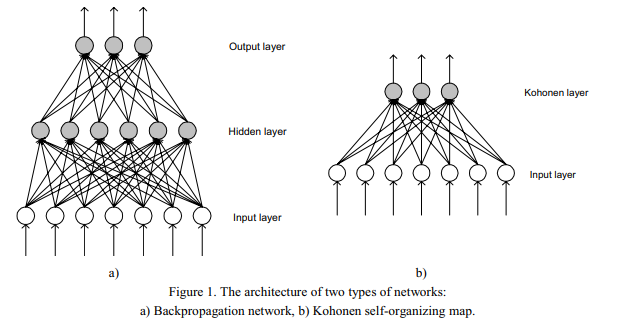 Output layer
Hidden layer
Input layer
a)
Kohonen layer
Input layer
b)
Figure 1. The architecture of two types of networks:
a) Backpropagation network, b) Kohonen self-organizing map.